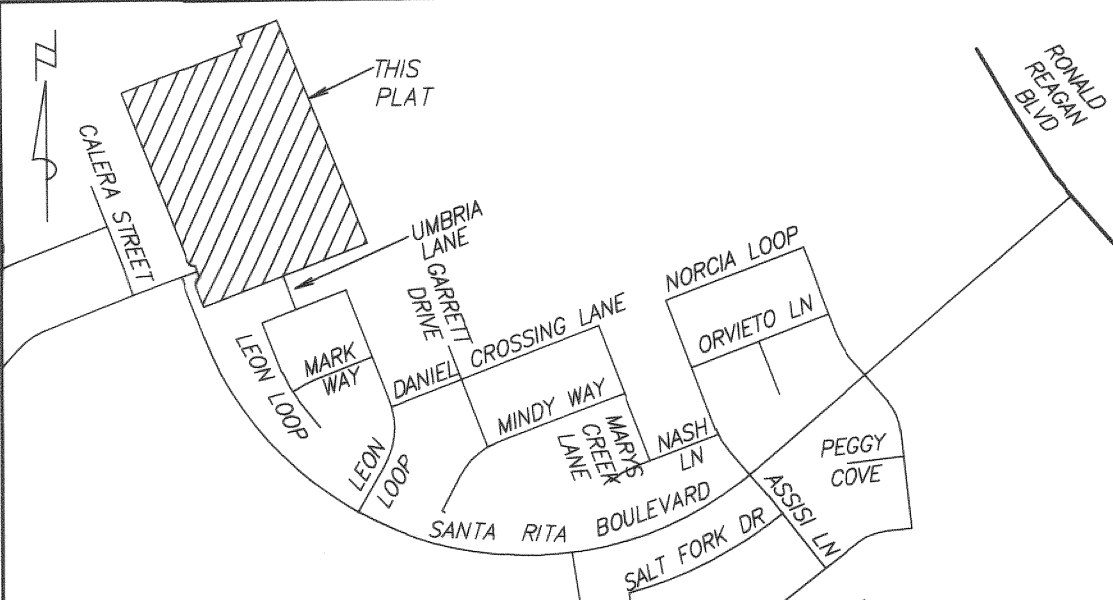 N
THIS
PLAT
RONALD
REAGAN
BLVD
CALERA STREET
UMBRIA
LANE
GARRETT
DRIVE
NORCIA LOOP
ORVIETO LN
CROSSING LANE
DANIEL
MARK
WAY
LEON LOOP
MINDY WAY
MARYS
CREEK
LANE
NASH
LN
PEGGY
COVE
LEON
LOOP
ASSISI LN
SANTA RITA BOULEVARD
SALT FORK DR